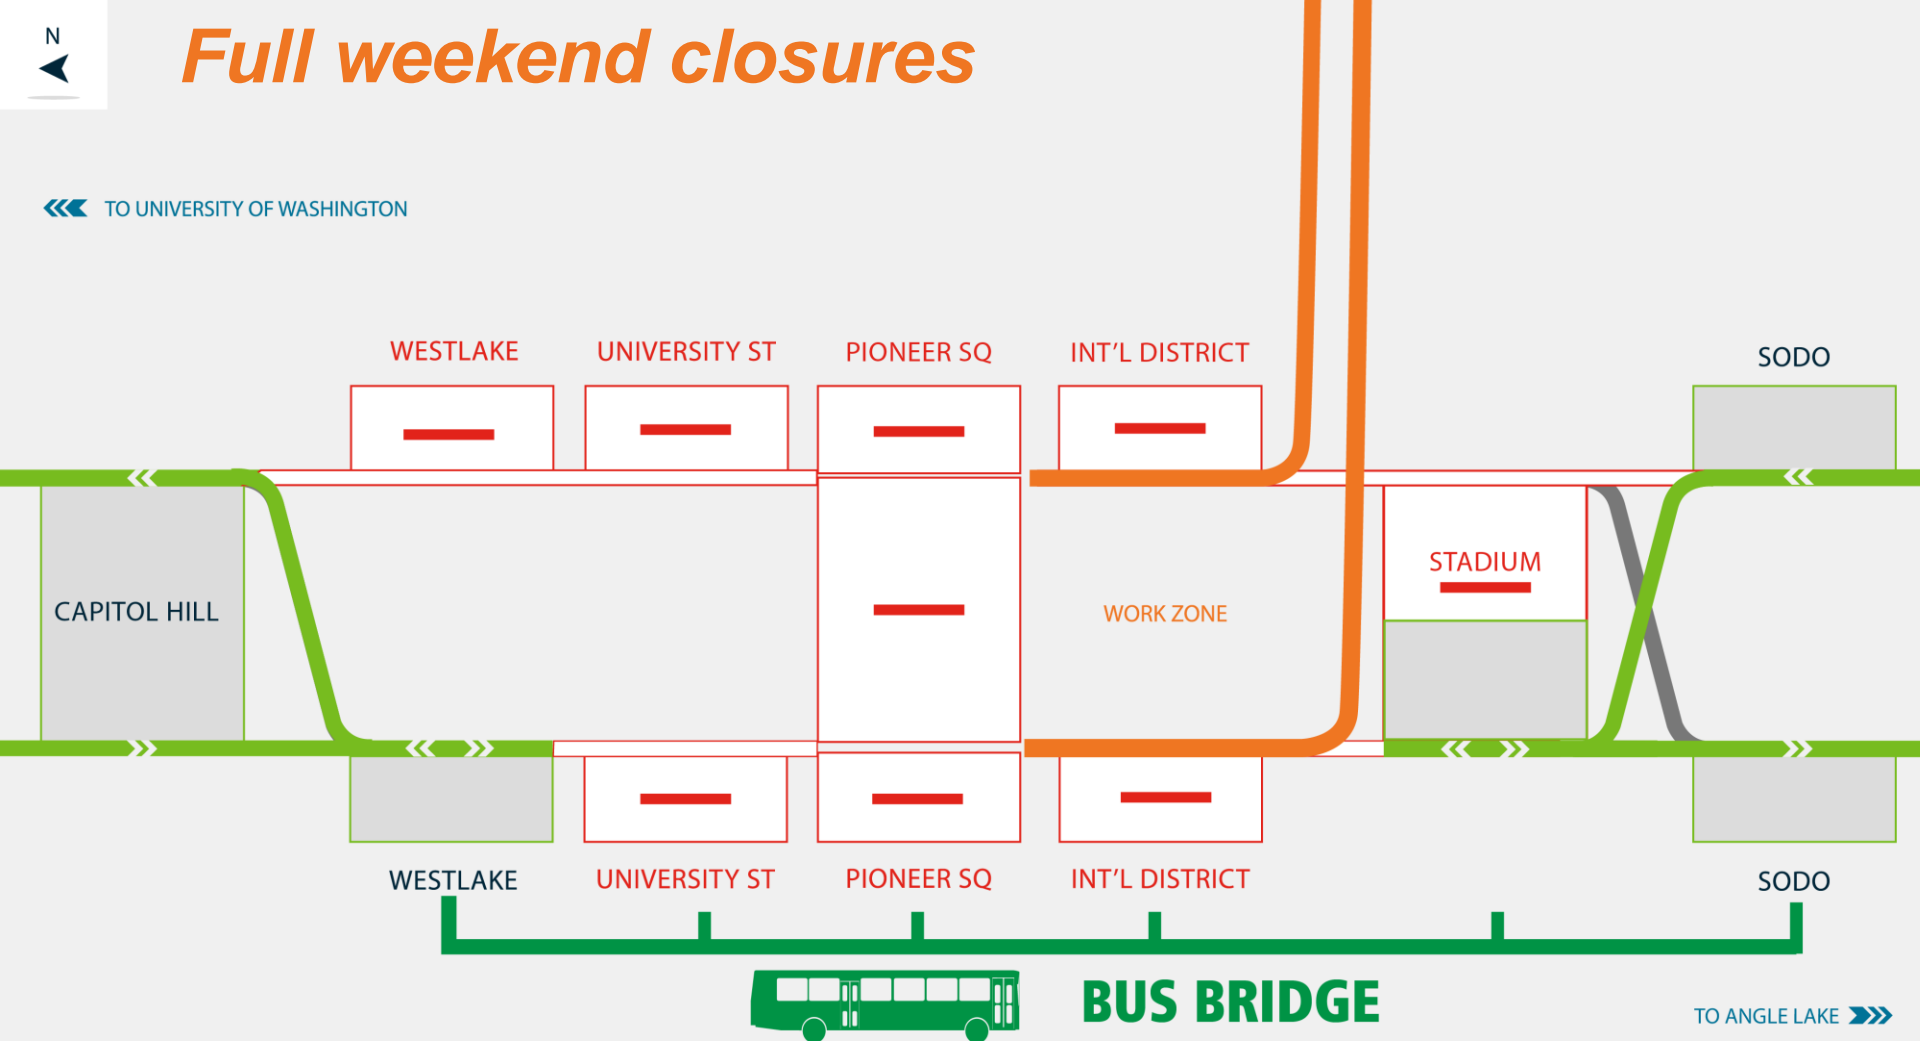 N
Full weekend closures
TO UNIVERSITY OF WASHINGTON
WESTLAKE
UNIVERSITY ST
PIONEER SQ
INT'L DISTRICT
SODO
STADIUM
CAPITOL HILL
WORK ZONE
WESTLAKE
UNIVERSITY ST
PIONEER SQ
INT'L DISTRICT
SODO
BUS BRIDGE
TO ANGLE LAKE